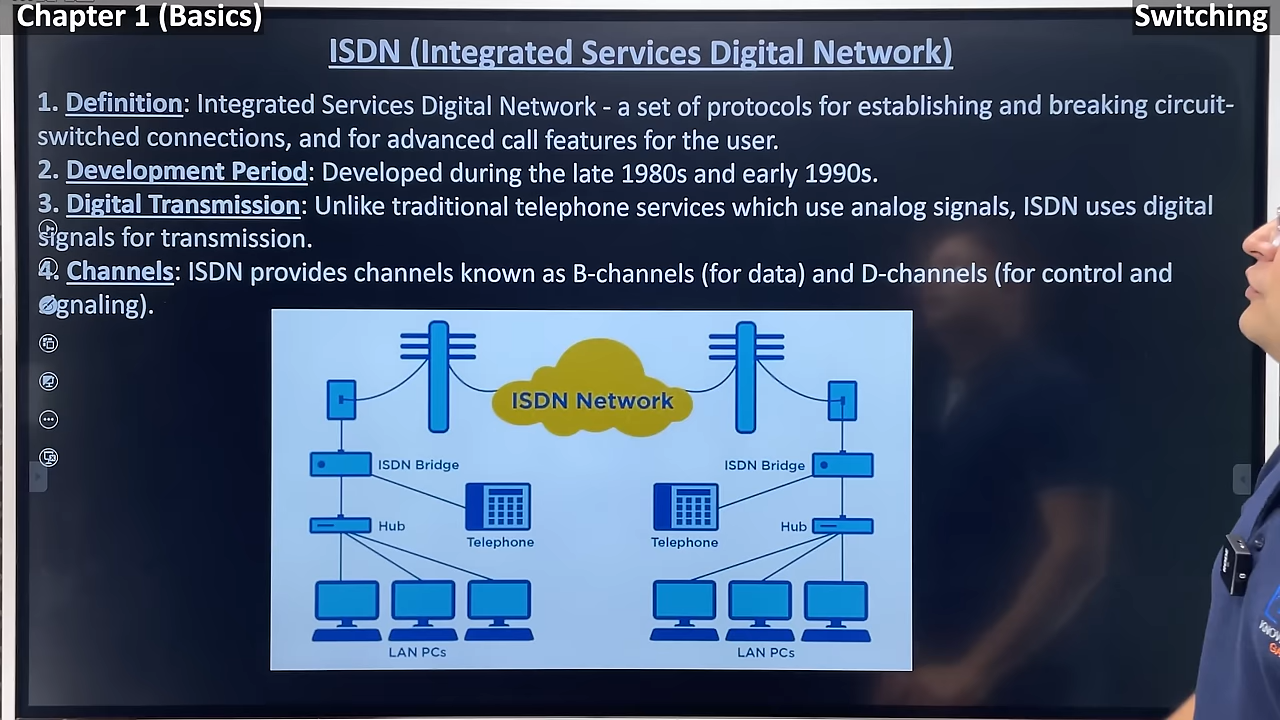 Chapter 1 (Basics)
Switching
ISDN (Integrated Services Digital Network)
1. Definition: Integrated Services Digital Network - a set of protocols for establishing and breaking circuit-
switched connections, and for advanced call features for the user.
2. Development Period: Developed during the late 1980s and early 1990s.
3. Digital Transmission: Unlike traditional telephone services which use analog signals, ISDN uses digital
signals for transmission.
4. Channels: ISDN provides channels known as B-channels (for data) and D-channels (for control and
signaling).
ISDN Network
ISDN Bridge
ISDN Bridge
Hub
Hub
Telephone
Telephone
LAN PCs
LAN PCs